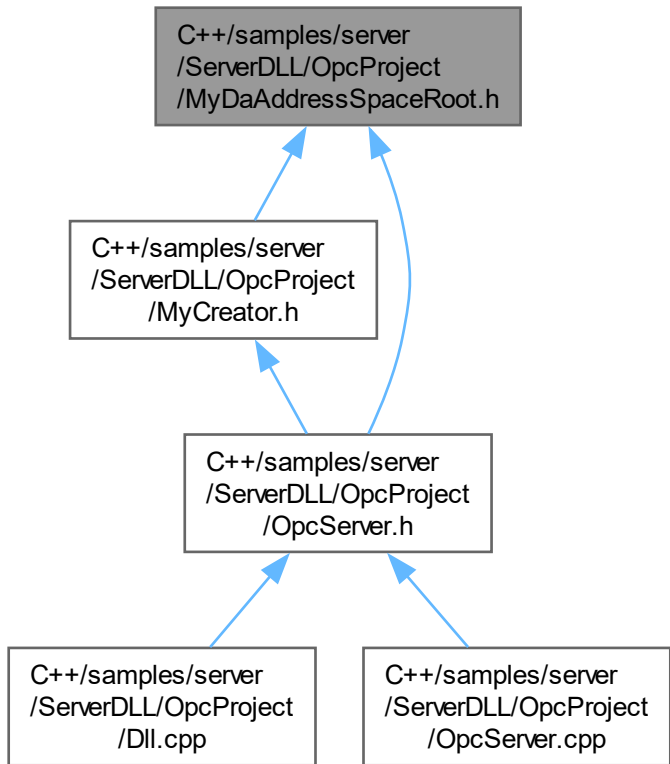 C++/samples/server
/ServerDLL/OpcProject
/MyDaAddressSpaceRoot.h
C++/samples/server
/ServerDLL/OpcProject
/MyCreator.h
C++/samples/server
/ServerDLL/OpcProject
/OpcServer.h
C++/samples/server
/ServerDLL/OpcProject
/Dll.cpp
C++/samples/server
/ServerDLL/OpcProject
/OpcServer.cpp